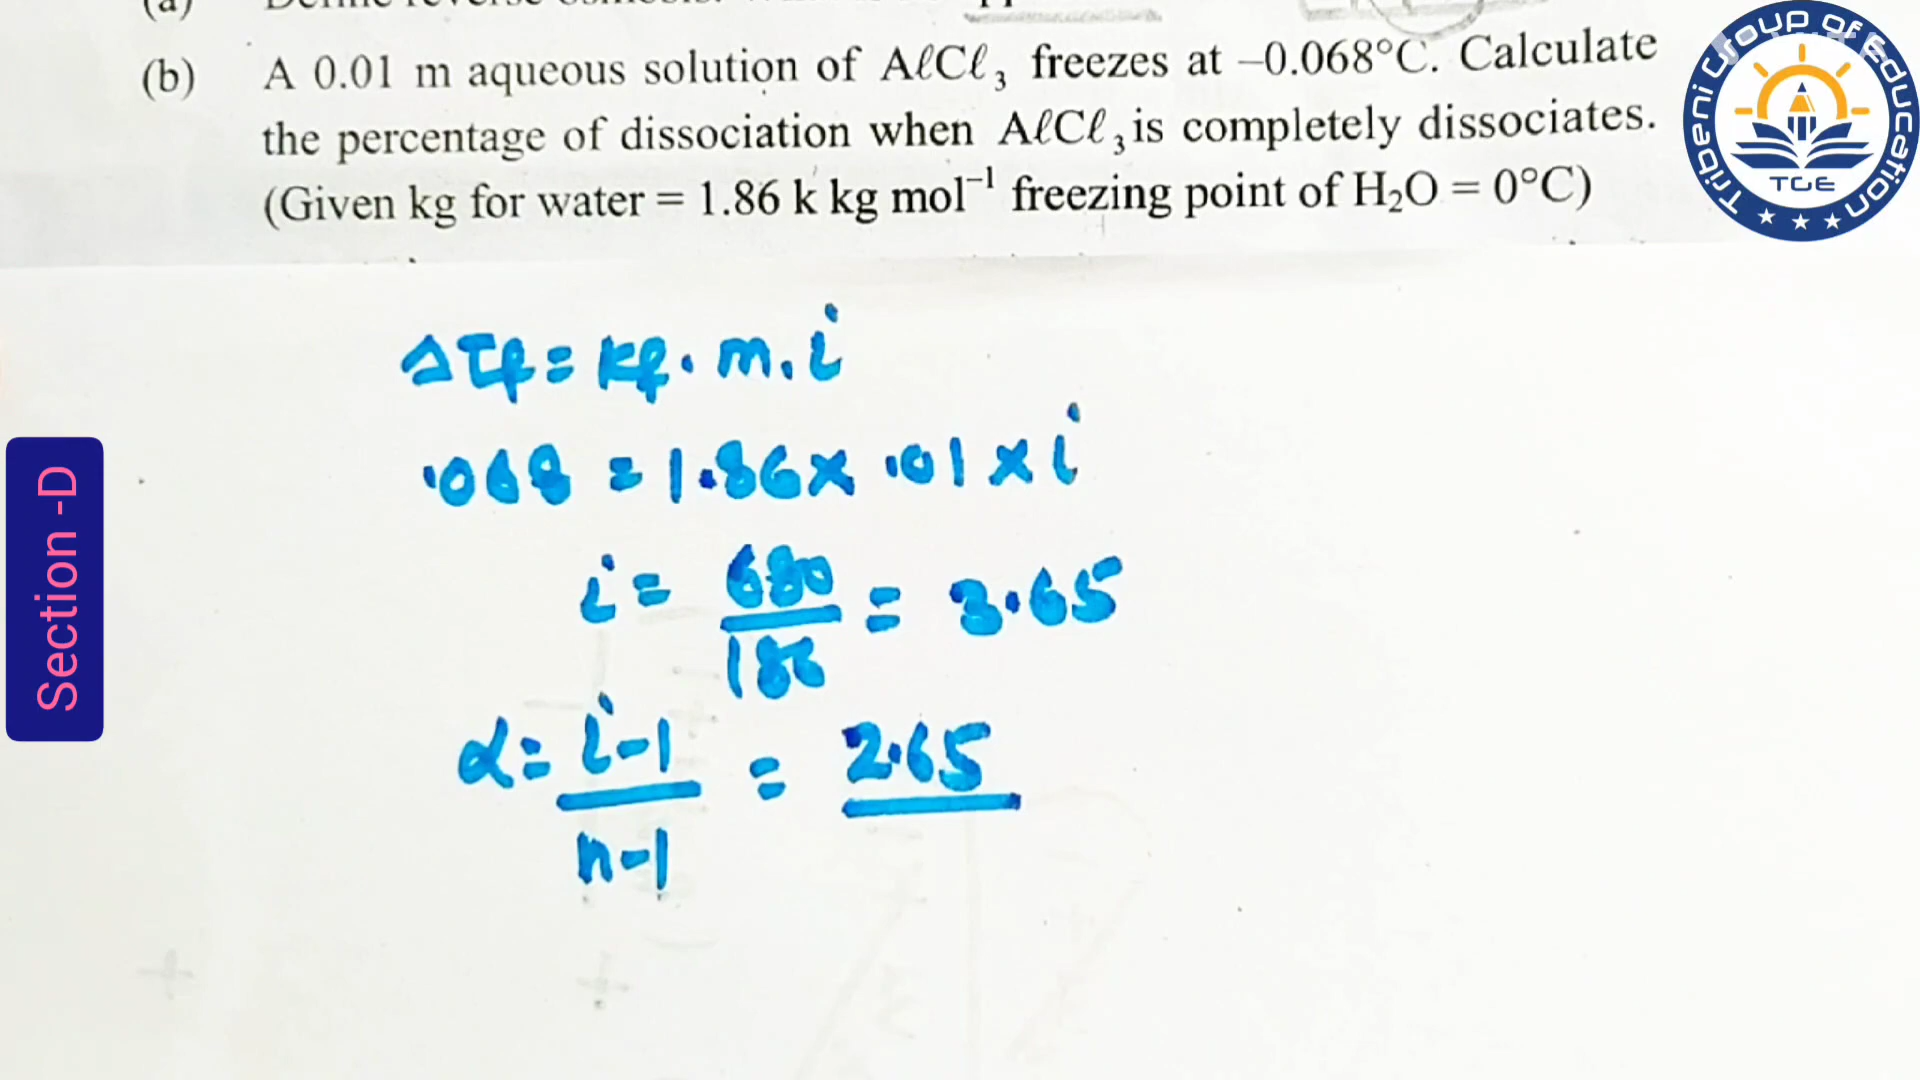 (b) A 0.01 m aqueous solution of AℓCℓ₃ freezes at –0.068°C. Calculate
the percentage of dissociation when AℓCℓ₃ is completely dissociates.
(Given kg for water = 1.86 k kg mol⁻¹ freezing point of H₂O = 0°C)
Tribeni Group of Education
TGE
Section -D
ΔTf = Kf . m . i
.068 = 1.86 × .01 × i
i = 680/186 = 3.65
α = i-1/n-1 = 2.65